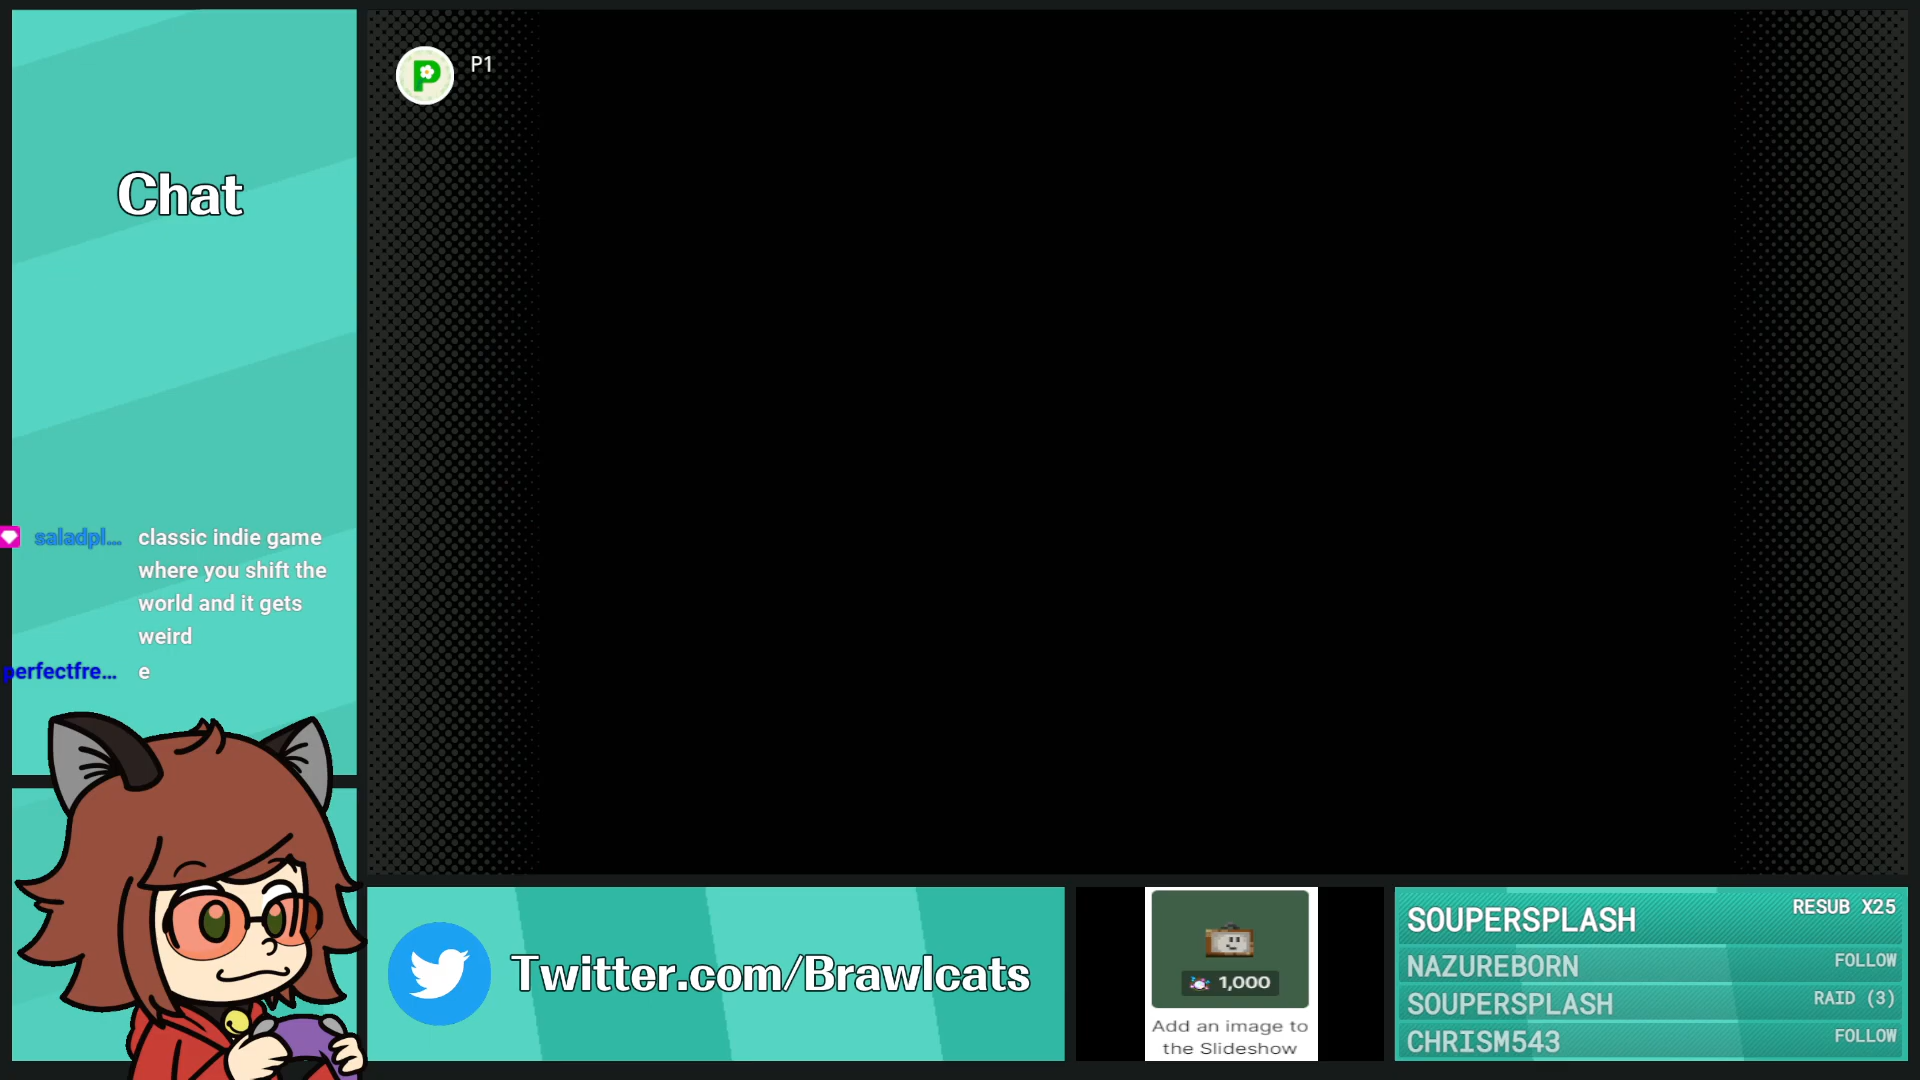 P P1
Chat
saladpl... classic indie game
where you shift the
world and it gets
weird
perfectfre... e
Twitter.com/Brawlcats
1,000
Add an image to
the Slideshow
SOUPERSPLASH RESUB X25
NAZUREBORN FOLLOW
SOUPERSPLASH RAID (3)
CHRISM543 FOLLOW